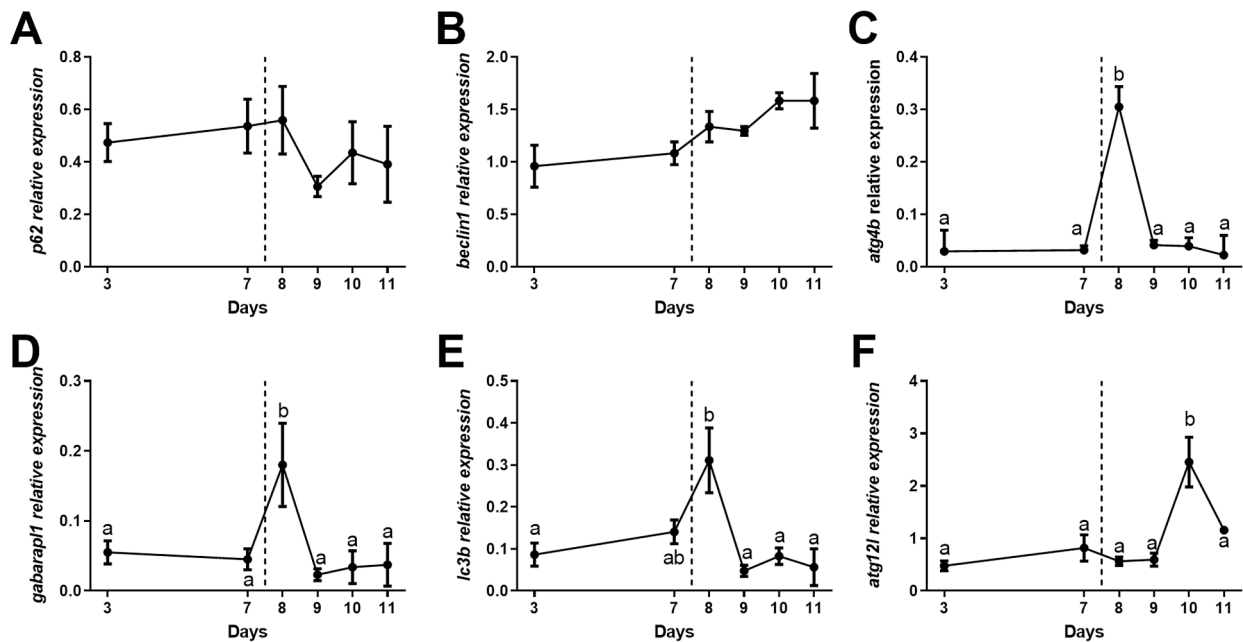 A
p62 relative expression
0.8
0.6
0.4
0.2
0.0
3 7 8 9 10 11
Days
B
beclin1 relative expression
2.0
1.5
1.0
0.5
0.0
3 7 8 9 10 11
Days
C
atg4b relative expression
0.4
0.3
0.2
0.1
0.0
a a b a a a
3 7 8 9 10 11
Days
D
gabarapl1 relative expression
0.3
0.2
0.1
0.0
a a b a a a
3 7 8 9 10 11
Days
E
lc3b relative expression
0.5
0.4
0.3
0.2
0.1
0.0
a ab b a a a
3 7 8 9 10 11
Days
F
atg12l relative expression
4
3
2
1
0
a a a a b a
3 7 8 9 10 11
Days